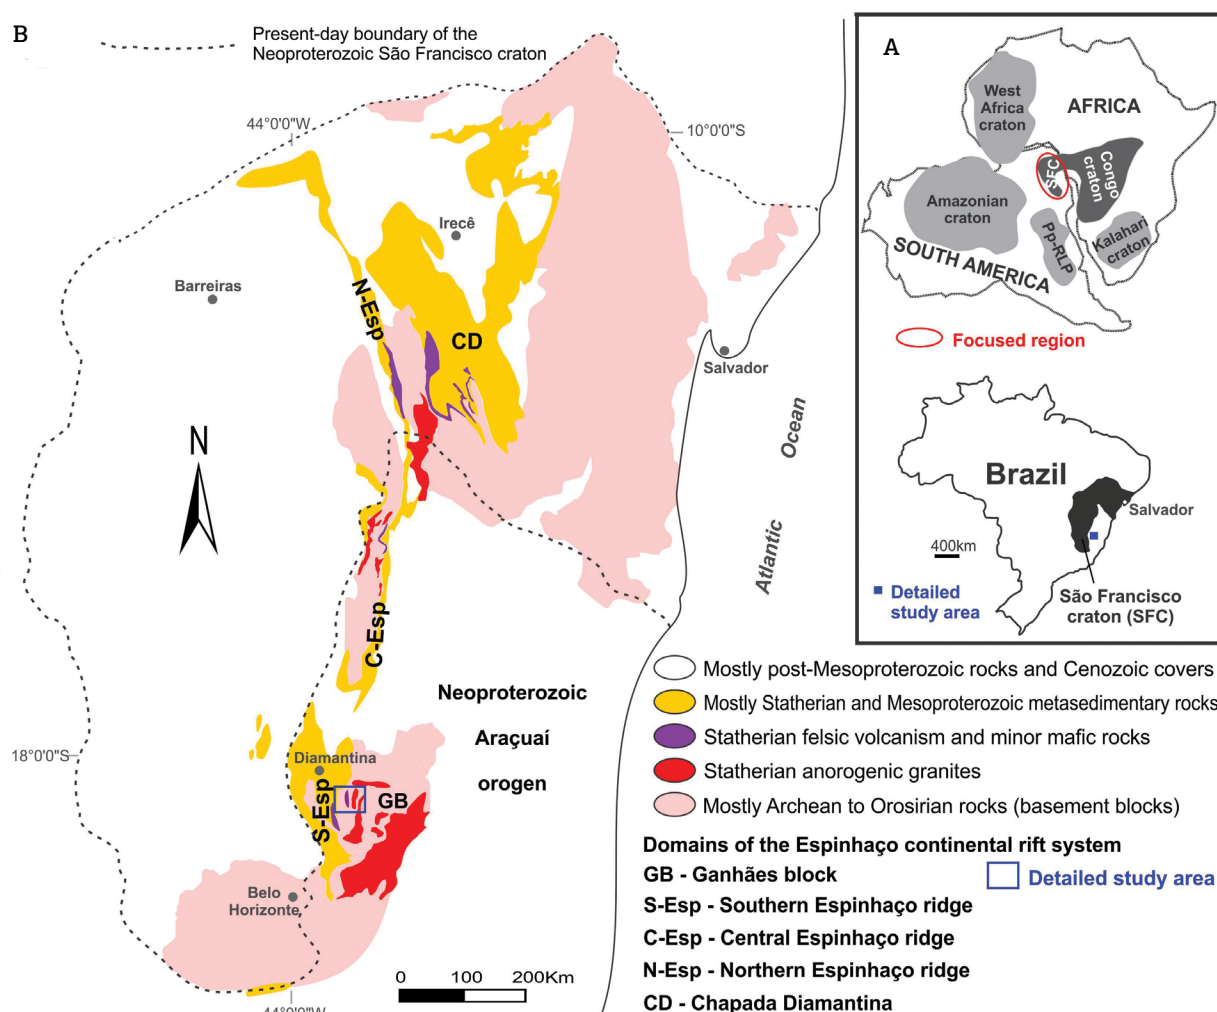 B
Present-day boundary of the
Neoproterozoic São Francisco craton
44°0'0"W
10°0'0"S
Irecê
Barreiras
N-Esp
CD
Salvador
N
Atlantic Ocean
C-Esp
Neoproterozoic
Araçuaí
orogen
18°0'0"S
Diamantina
S-Esp
GB
Belo
Horizonte
0 100 200Km
44°0'0"W
A
West
Africa
craton
AFRICA
SFC
Congo
craton
Amazonian
craton
Pp-RLP
Kalahari
craton
SOUTH AMERICA
Focused region
Brazil
Salvador
400km
Detailed
study area
São Francisco
craton (SFC)
Mostly post-Mesoproterozoic rocks and Cenozoic covers
Mostly Statherian and Mesoproterozoic metasedimentary rocks
Statherian felsic volcanism and minor mafic rocks
Statherian anorogenic granites
Mostly Archean to Orosirian rocks (basement blocks)
Domains of the Espinhaço continental rift system
GB - Ganhães block
Detailed study area
S-Esp - Southern Espinhaço ridge
C-Esp - Central Espinhaço ridge
N-Esp - Northern Espinhaço ridge
CD - Chapada Diamantina